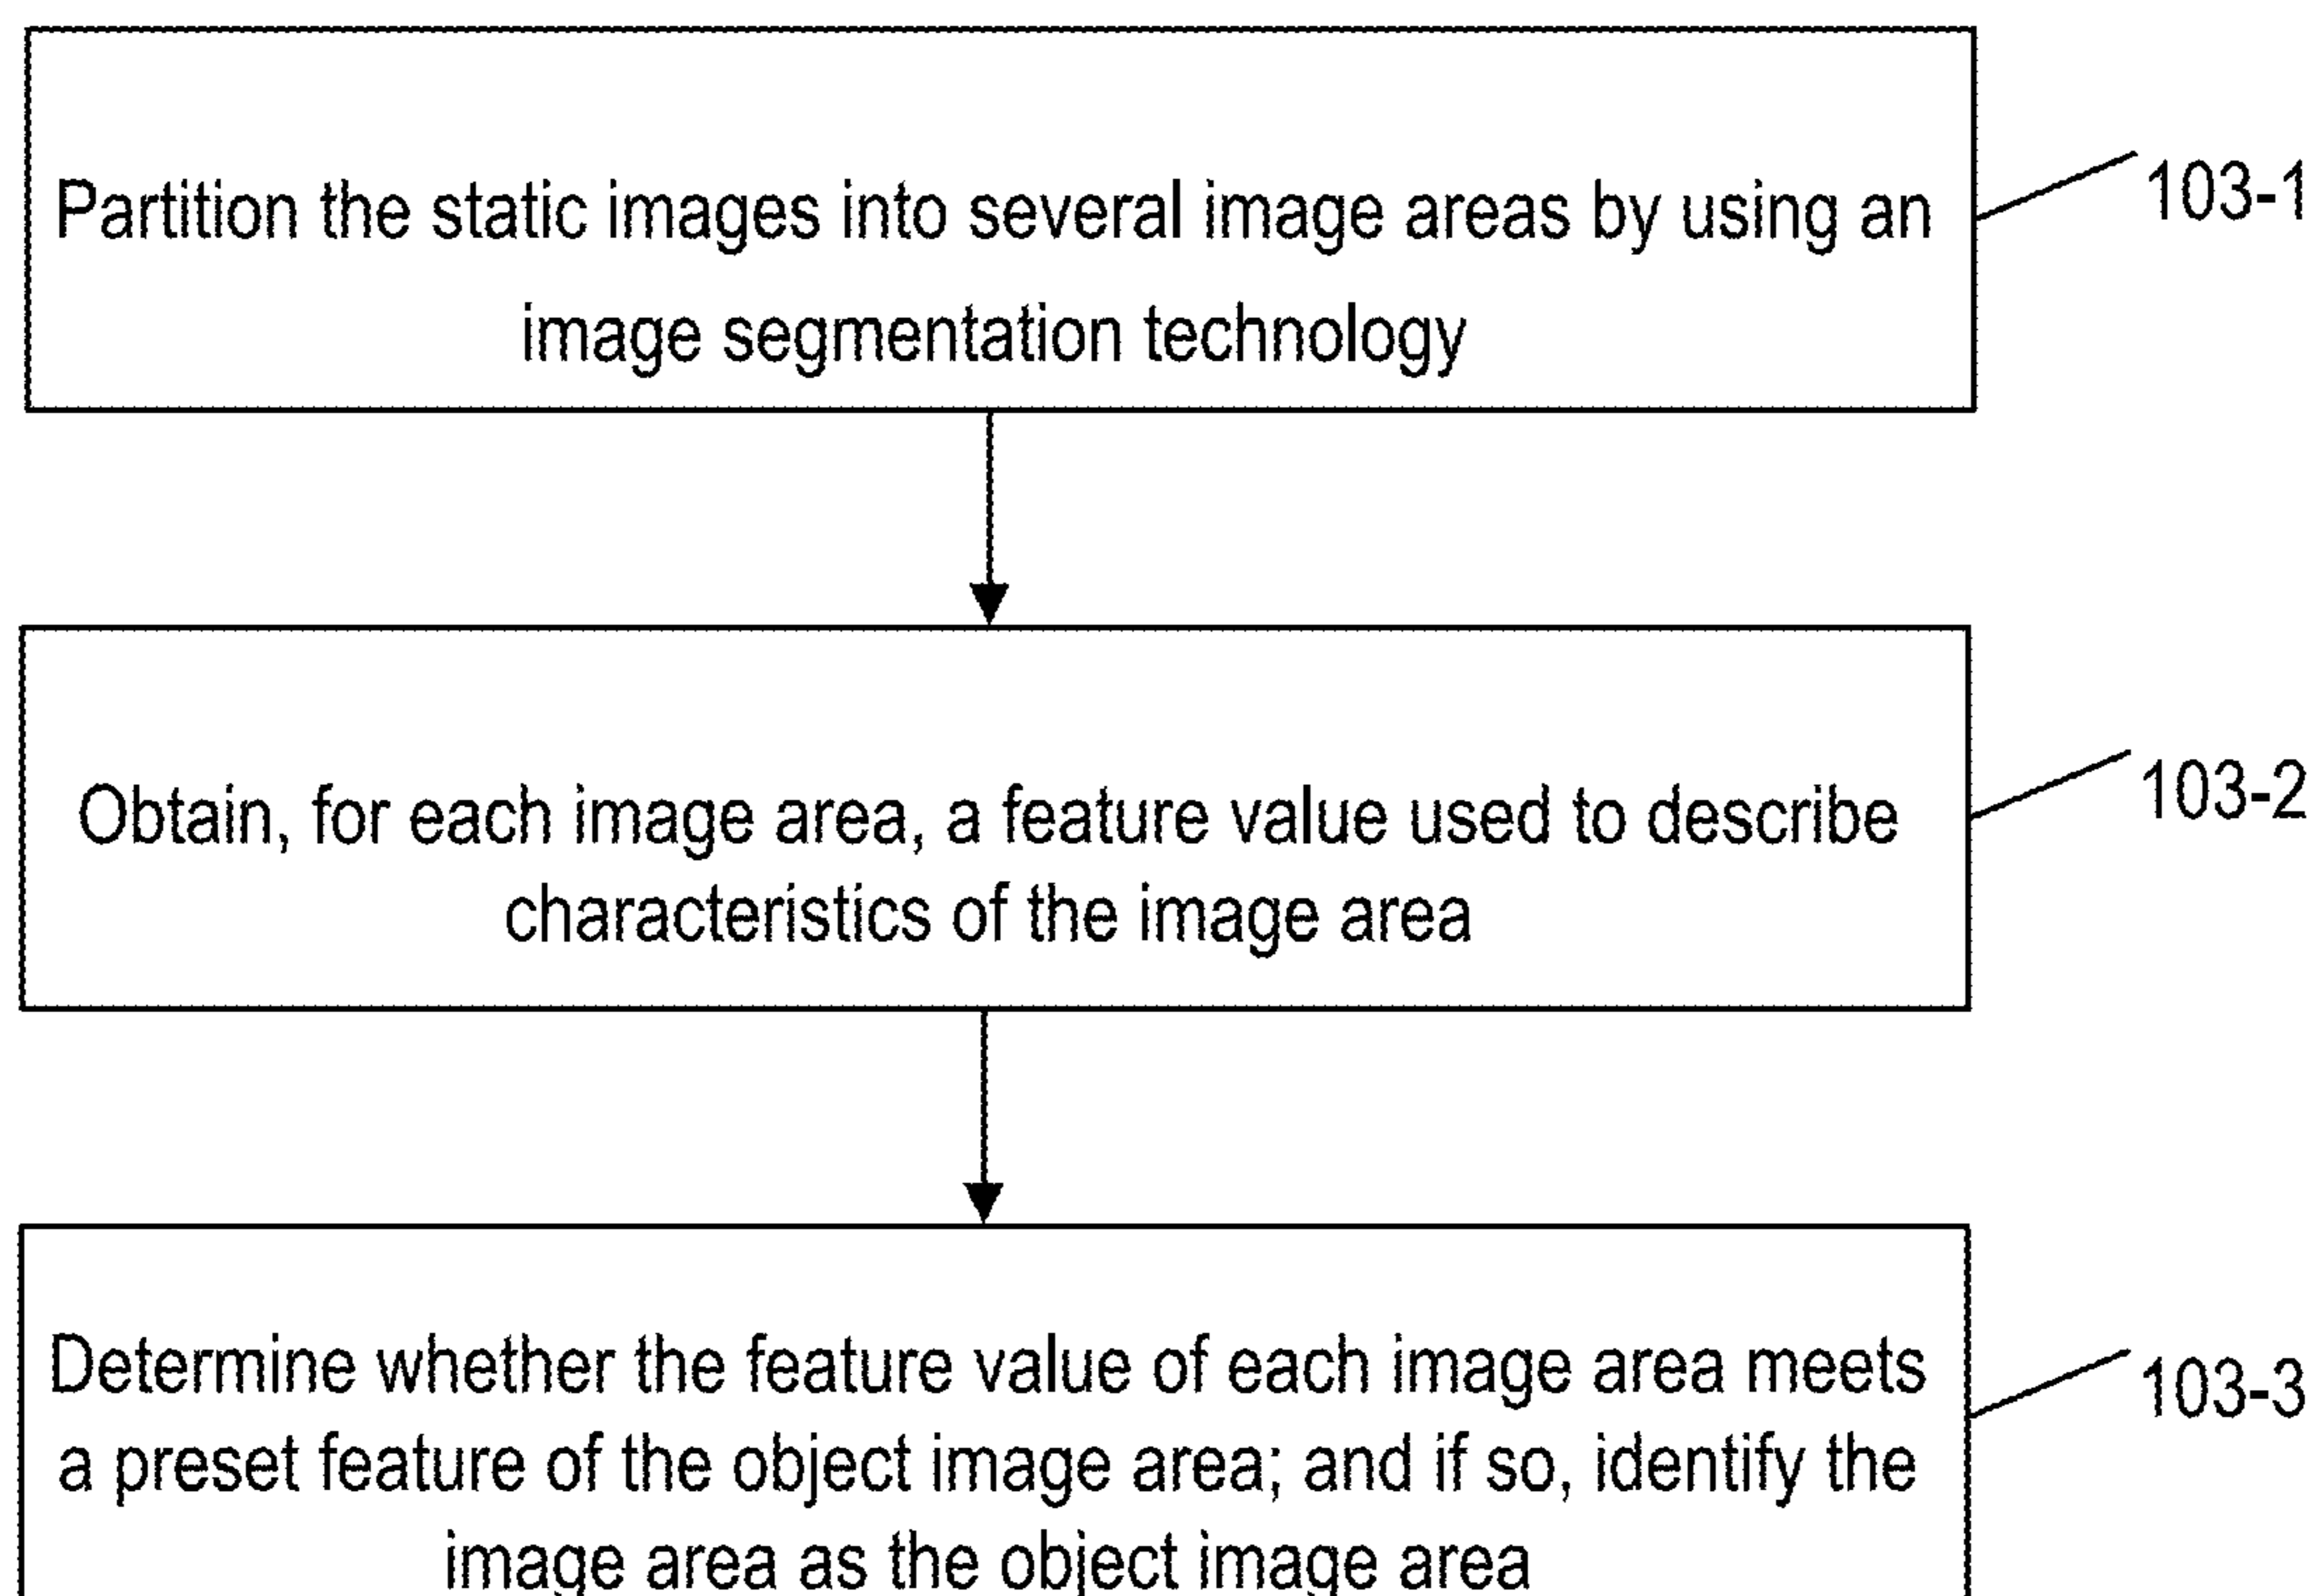 Partition the static images into several image areas by using an
image segmentation technology
103-1
Obtain, for each image area, a feature value used to describe
characteristics of the image area
103-2
Determine whether the feature value of each image area meets
a preset feature of the object image area; and if so, identify the
image area as the object image area
103-3